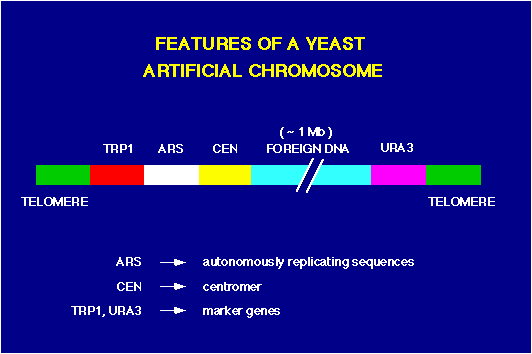 FEATURES OF A YEAST
ARTIFICIAL CHROMOSOME
( ~ 1 Mb )
TRP1 ARS CEN FOREIGN DNA URA3
TELOMERE TELOMERE
ARS autonomously replicating sequences
CEN centromer
TRP1, URA3 marker genes